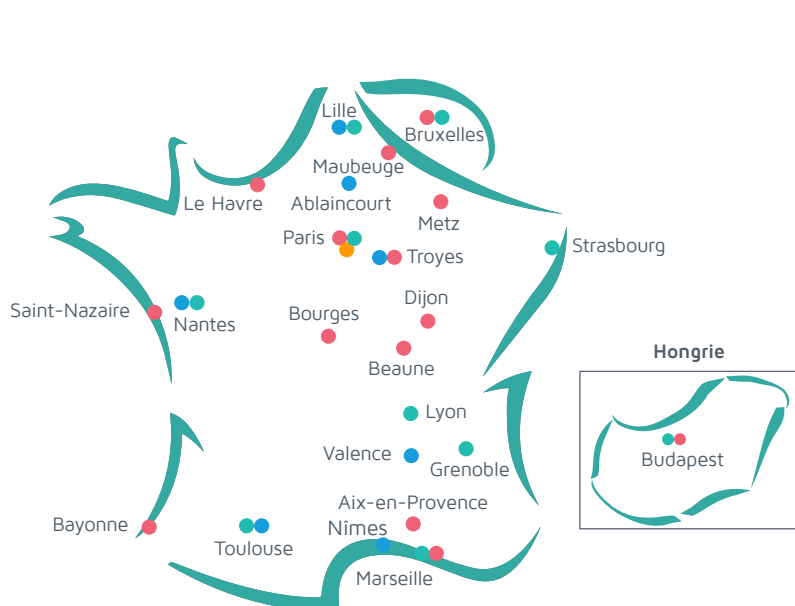 Lille
Bruxelles
Maubeuge
Le Havre
Ablaincourt
Metz
Paris
Troyes
Strasbourg
Saint-Nazaire
Nantes
Bourges
Dijon
Beaune
Hongrie
Lyon
Valence
Grenoble
Budapest
Aix-en-Provence
Bayonne
Nîmes
Toulouse
Marseille